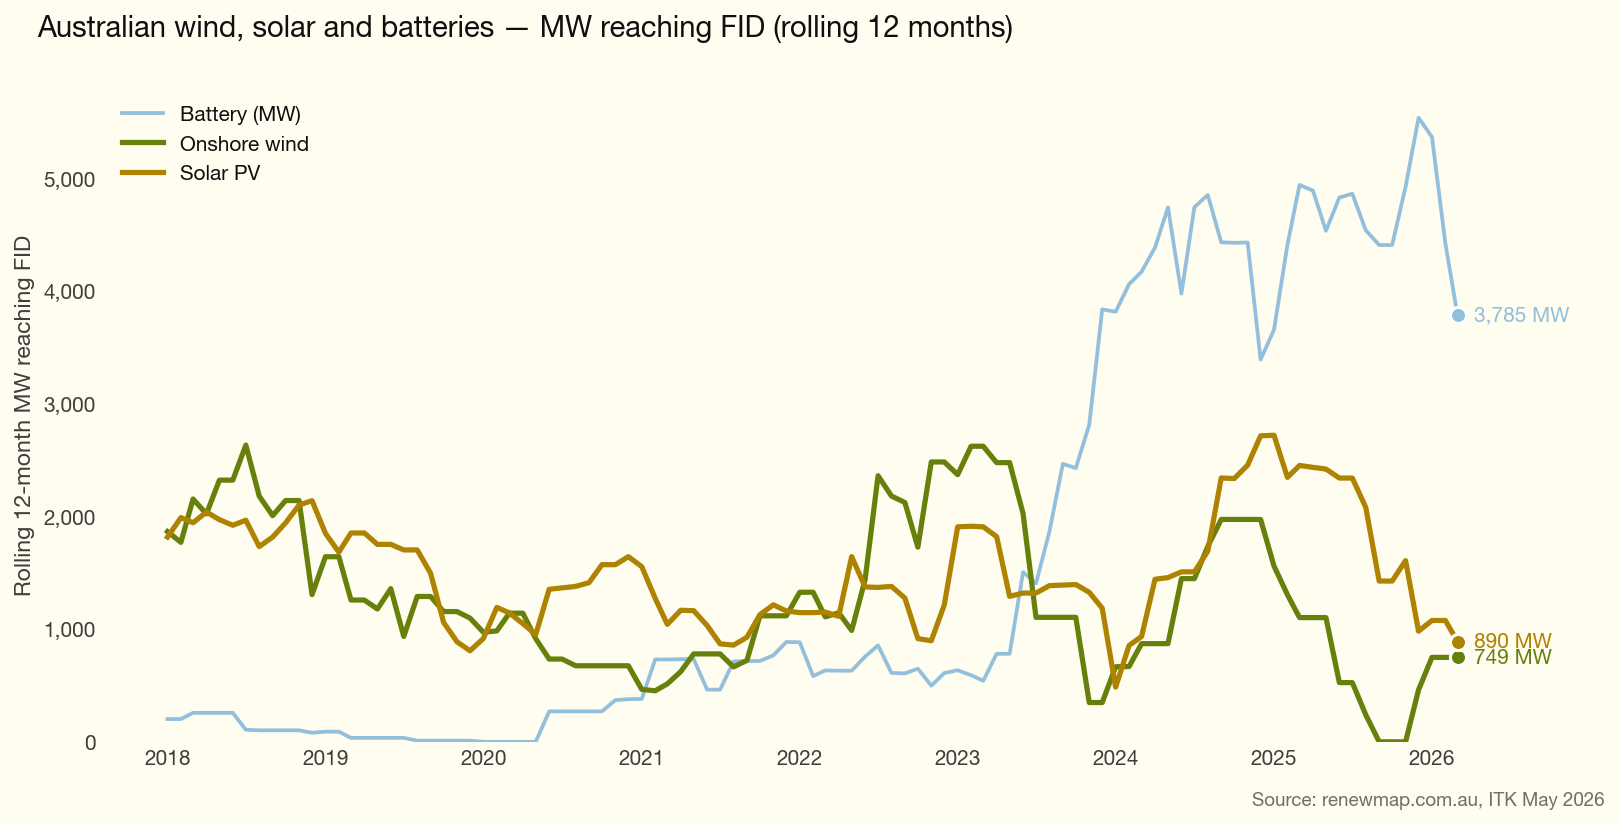 Australian wind, solar and batteries — MW reaching FID (rolling 12 months)
Battery (MW)
Onshore wind
Solar PV
Rolling 12-month MW reaching FID
5,000
4,000
3,000
2,000
1,000
0
3,785 MW
890 MW
749 MW
2018
2019
2020
2021
2022
2023
2024
2025
2026
Source: renewmap.com.au, ITK May 2026